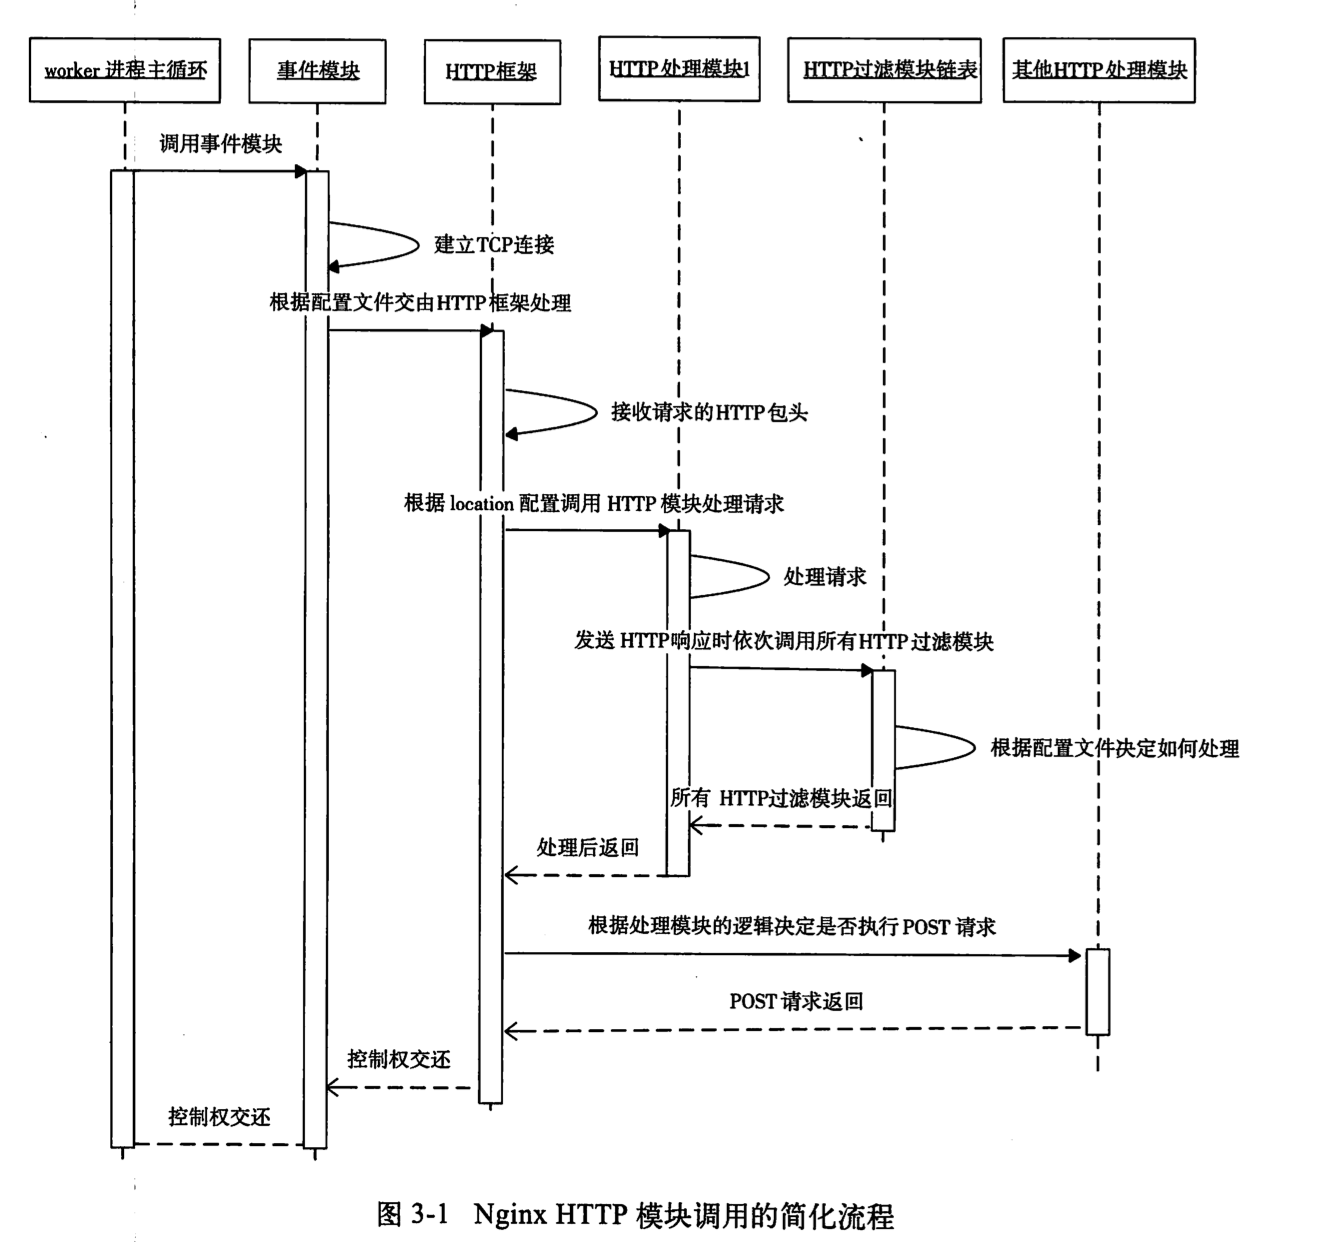 worker 进程主循环
事件模块
HTTP框架
HTTP处理模块1
HTTP过滤模块链表
其他HTTP处理模块
调用事件模块
建立TCP连接
根据配置文件交由HTTP框架处理
接收请求的HTTP包头
根据 location 配置调用 HTTP 模块处理请求
处理请求
发送 HTTP响应时依次调用所有HTTP过滤模块
根据配置文件决定如何处理
所有 HTTP过滤模块返回
处理后返回
根据处理模块的逻辑决定是否执行 POST 请求
POST 请求返回
控制权交还
控制权交还
图 3-1 Nginx HTTP 模块调用的简化流程